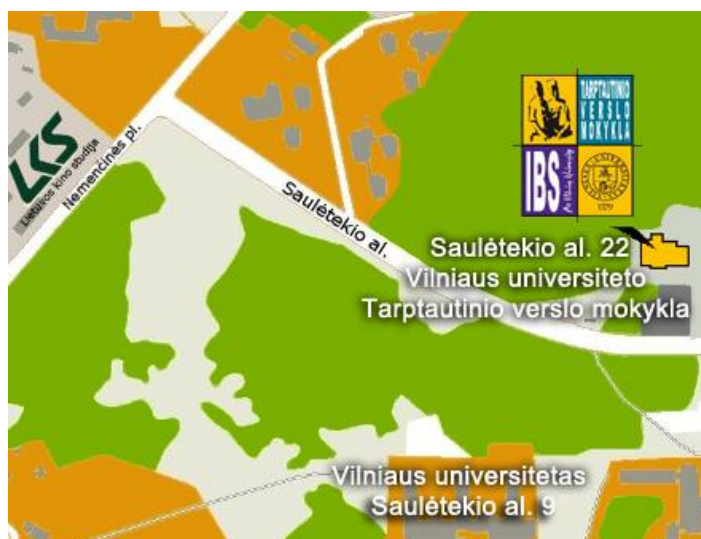 TARPTAUTINIO
VERSLO
MOKYKLA
IBS
LKS
Lietuvos kino studija
Nemenčinės pl.
Saulėtekio al.
Saulėtekio al. 22
Vilniaus universiteto
Tarptautinio verslo mokykla
Vilniaus universitetas
Saulėtekio al. 9